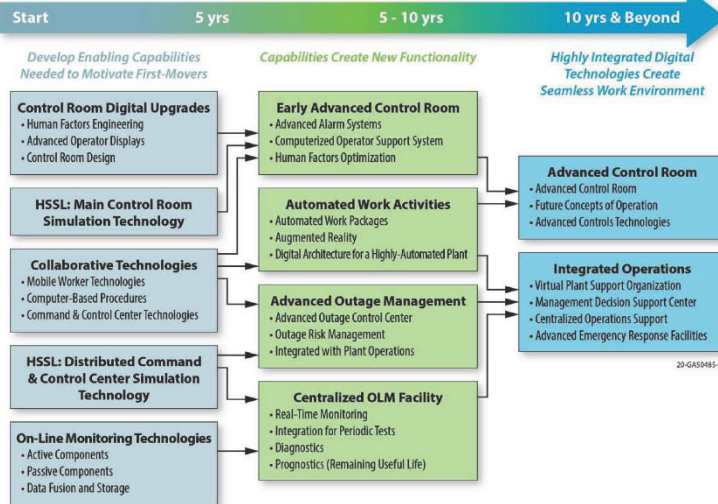 Start
5 yrs
5 - 10 yrs
10 yrs & Beyond
Develop Enabling Capabilities
Needed to Motivate First-Movers
Capabilities Create New Functionality
Highly Integrated Digital
Technologies Create
Seamless Work Environment
Control Room Digital Upgrades
• Human Factors Engineering
• Advanced Operator Displays
• Control Room Design
HSSL: Main Control Room
Simulation Technology
Collaborative Technologies
• Mobile Worker Technologies
• Computer-Based Procedures
• Command & Control Center Technologies
HSSL: Distributed Command
& Control Center Simulation
Technology
On-Line Monitoring Technologies
• Active Components
• Passive Components
• Data Fusion and Storage
Early Advanced Control Room
• Advanced Alarm Systems
• Computerized Operator Support System
• Human Factors Optimization
Automated Work Activities
• Automated Work Packages
• Augmented Reality
• Digital Architecture for a Highly-Automated Plant
Advanced Outage Management
• Advanced Outage Control Center
• Outage Risk Management
• Integrated with Plant Operations
Centralized OLM Facility
• Real-Time Monitoring
• Integration for Periodic Tests
• Diagnostics
• Prognostics (Remaining Useful Life)
Advanced Control Room
• Advanced Control Room
• Future Concepts of Operation
• Advanced Controls Technologies
Integrated Operations
• Virtual Plant Support Organization
• Management Decision Support Center
• Centralized Operations Support
• Advanced Emergency Response Facilities
20-GA50485-